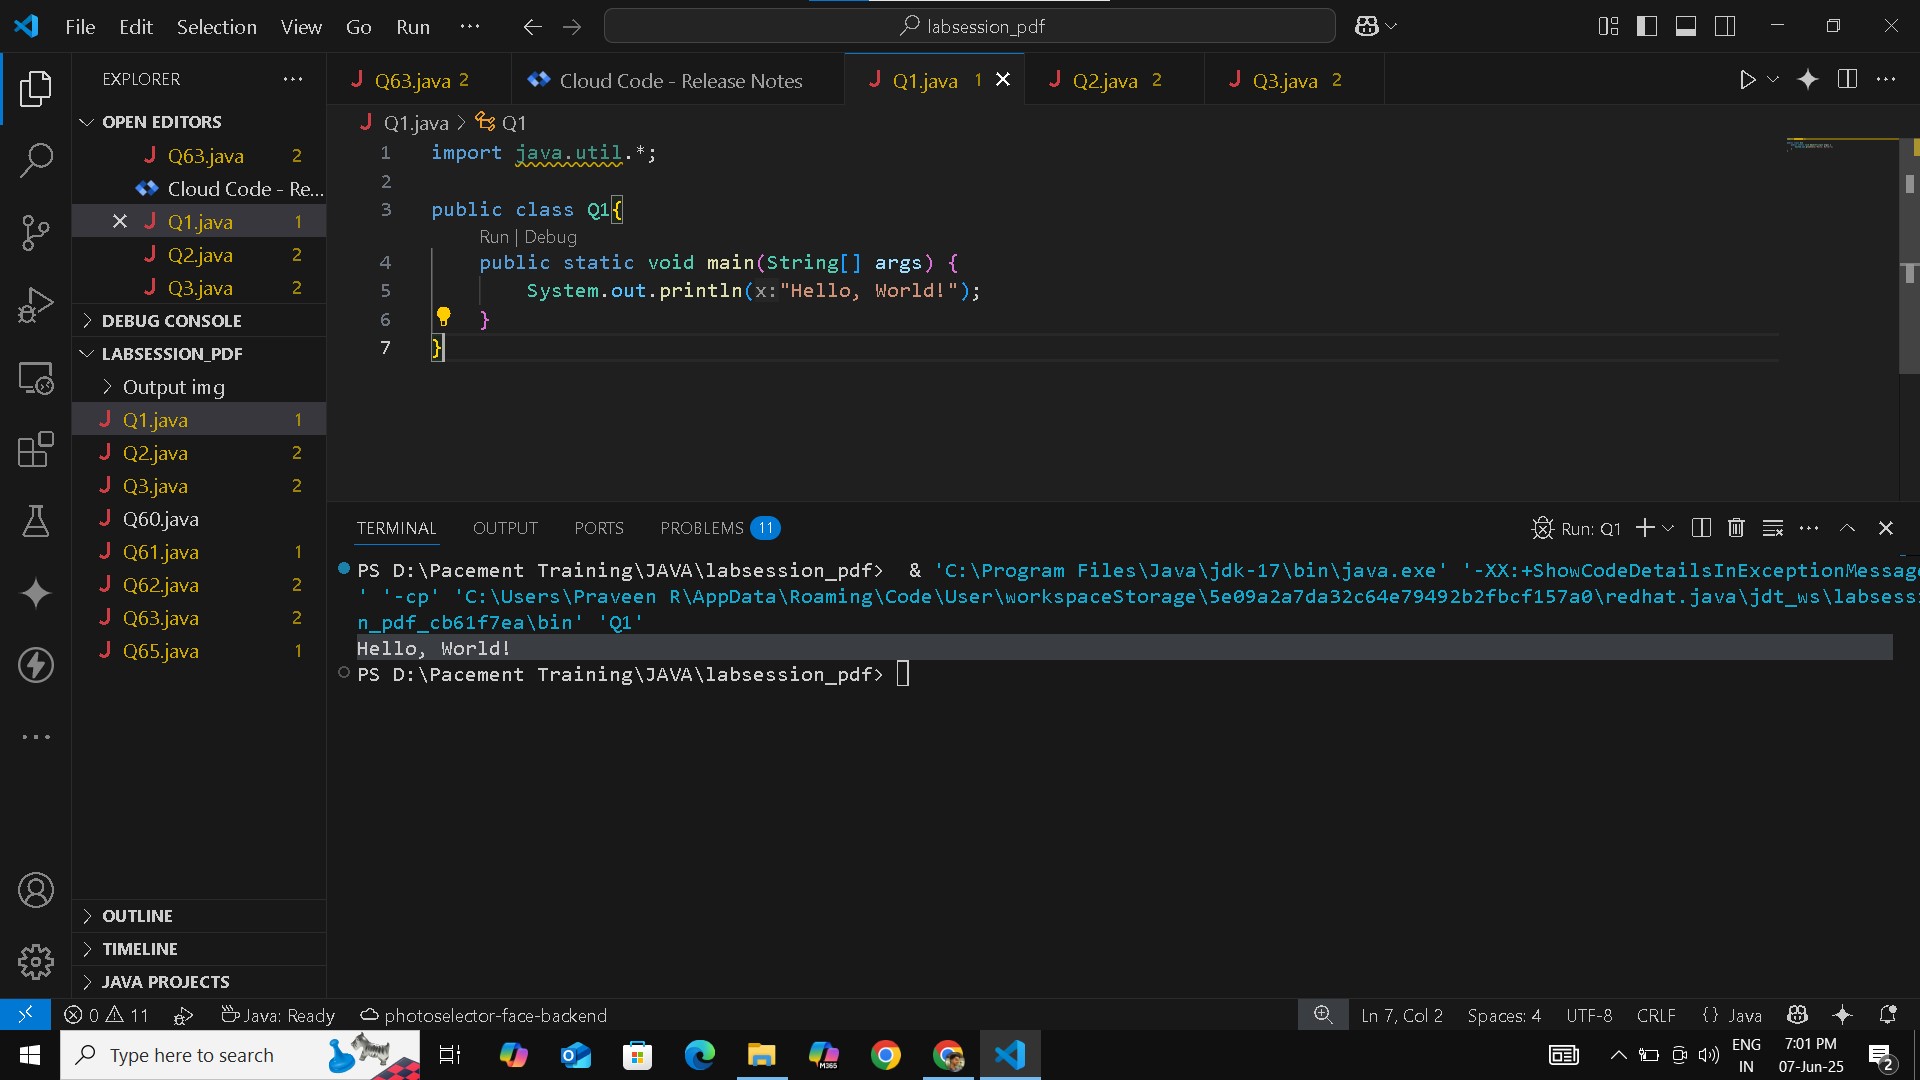 File Edit Selection View Go Run ··· labsession_pdf
EXPLORER ···
OPEN EDITORS
Q63.java 2
Cloud Code - Re...
Q1.java 1
Q2.java 2
Q3.java 2
DEBUG CONSOLE
LABSESSION_PDF
Output img
Q1.java 1
Q2.java 2
Q3.java 2
Q60.java
Q61.java 1
Q62.java 2
Q63.java 2
Q65.java 1
OUTLINE
TIMELINE
JAVA PROJECTS
Q63.java 2 Cloud Code - Release Notes Q1.java 1 Q2.java 2 Q3.java 2
Q1.java > Q1
1 import java.util.*;
2
3 public class Q1{
Run | Debug
4 public static void main(String[] args) {
5 System.out.println(x:"Hello, World!");
6 }
7 }
TERMINAL OUTPUT PORTS PROBLEMS 11 Run: Q1
PS D:\Pacement Training\JAVA\labsession_pdf> & 'C:\Program Files\Java\jdk-17\bin\java.exe' '-XX:+ShowCodeDetailsInExceptionMessage
' '-cp' 'C:\Users\Praveen R\AppData\Roaming\Code\User\workspaceStorage\5e09a2a7da32c64e79492b2fbcf157a0\redhat.java\jdt_ws\labsess
n_pdf_cb61f7ea\bin' 'Q1'
Hello, World!
PS D:\Pacement Training\JAVA\labsession_pdf>
0 11 Java: Ready photoselector-face-backend Ln 7, Col 2 Spaces: 4 UTF-8 CRLF {} Java
Type here to search M365 ENG 7:01 PM
IN 07-Jun-25 2